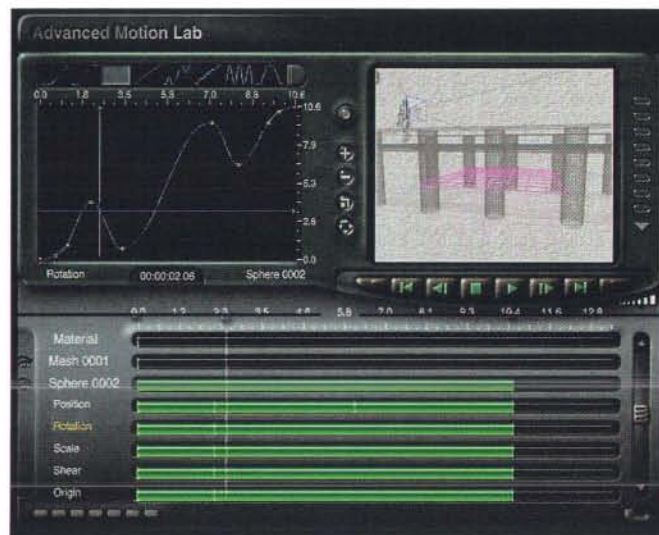 Advanced Motion Lab
0.0 1.8 3.5 5.3 7.0 8.8 10.6
10.6
7.9
5.3
2.6
0.0
Rotation 00:00:02.06 Sphere 0002
0.0 1.2 2.3 3.5 4.6 5.8 7.0 8.1 9.3 10.4 11.6 12.8
Material
Mesh 0001
Sphere 0002
Position
Rotation
Scale
Shear
Origin